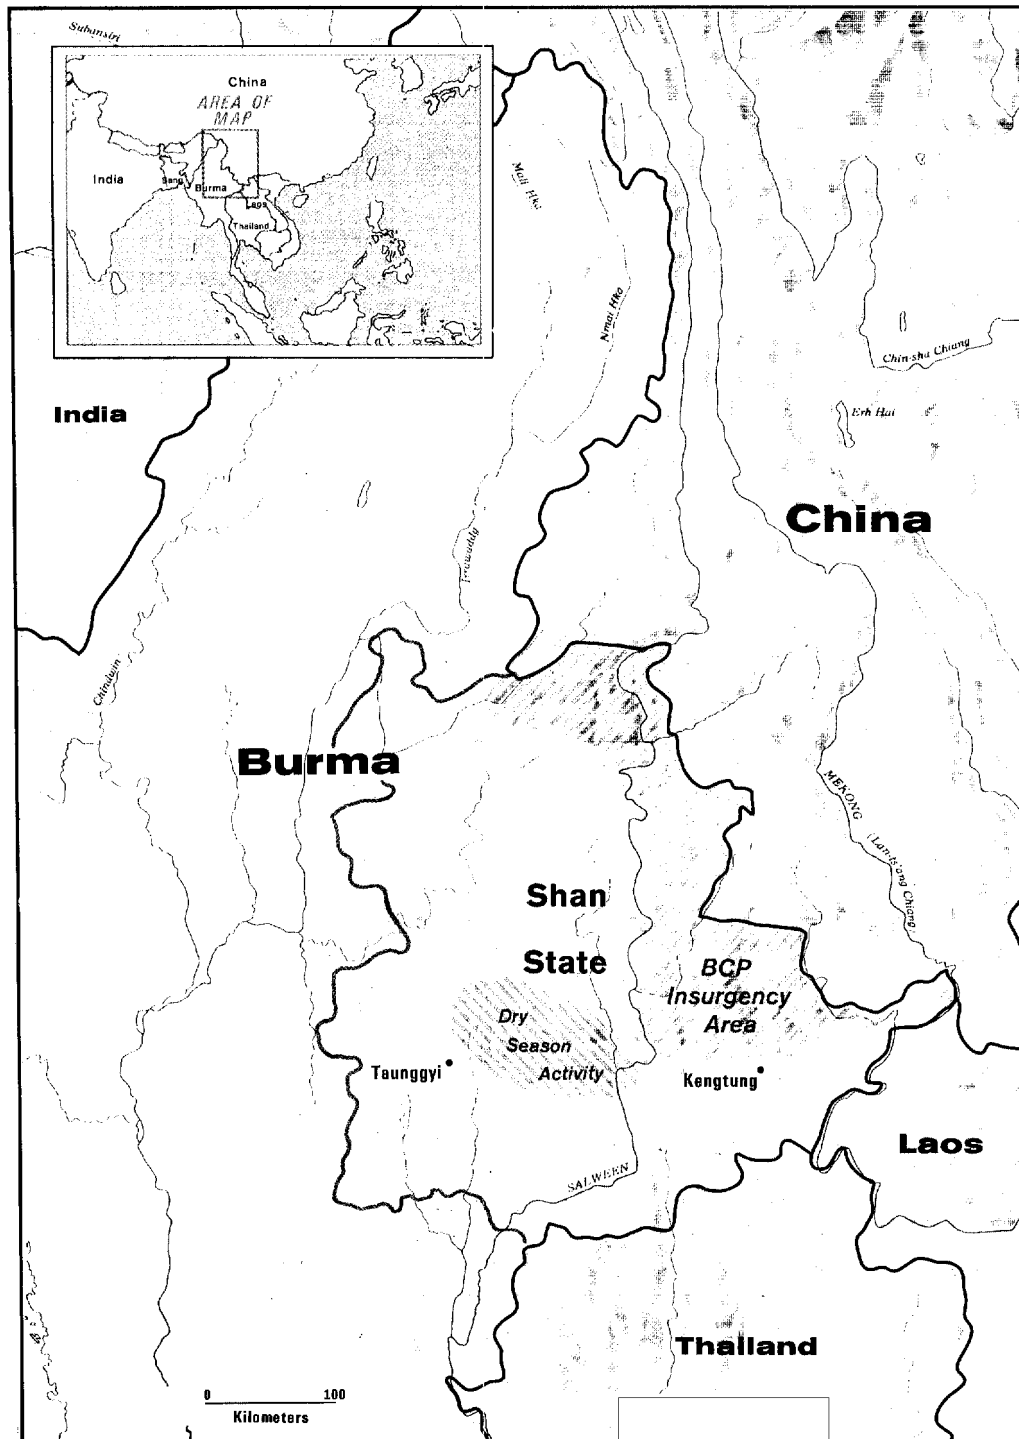 Subansiri
China
AREA OF
MAP
India
Bang.
Burma
Laos
Thailand
Mali Hka
Nmai Hka
Chin-sha Chiang
India
Erh Hai
China
Irrawaddy
Chindwin
Burma
MEKONG
(Lan-ts'ang Chiang)
Shan
State
BCP
Insurgency
Area
Dry
Season
Activity
Taunggyi
Kengtung
Laos
SALWEEN
Thailand
0 100
Kilometers